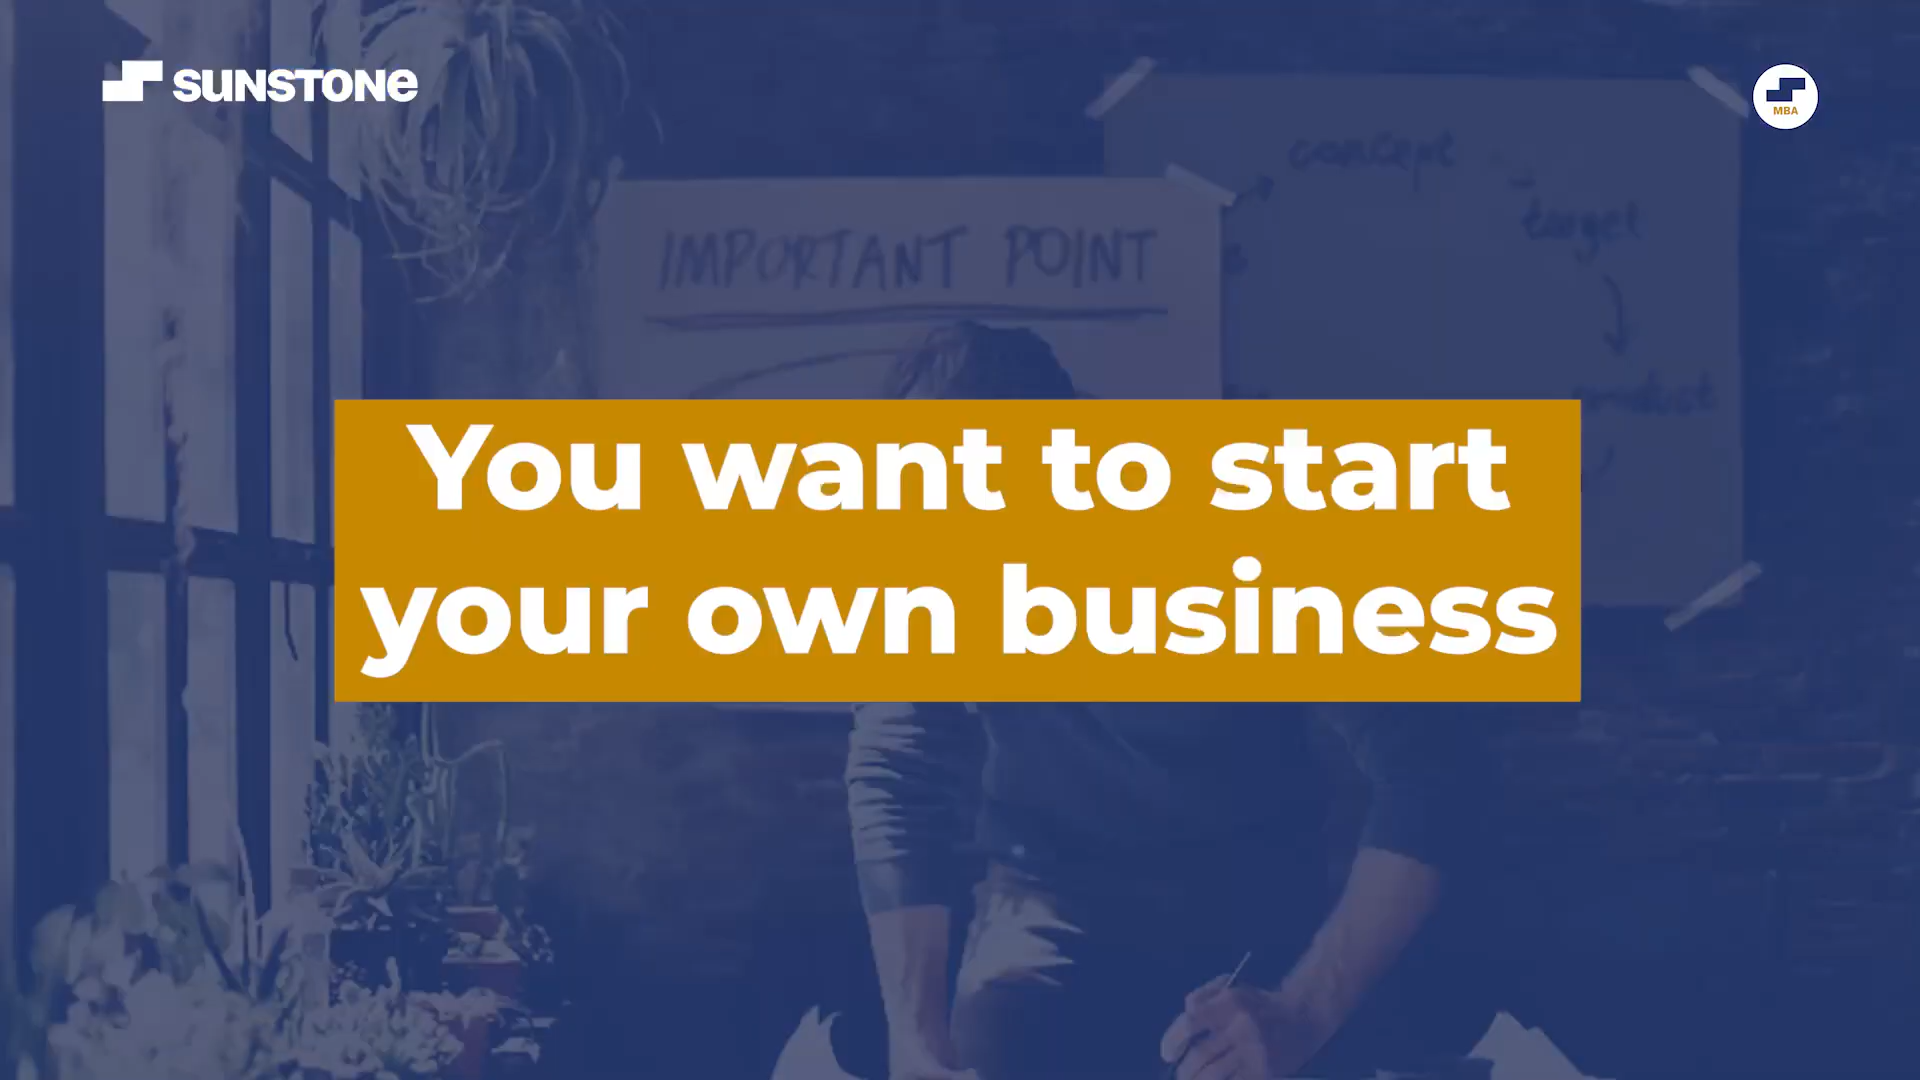 SUNSTONE
MBA
concept
target
IMPORTANT POINT
You want to start
your own business